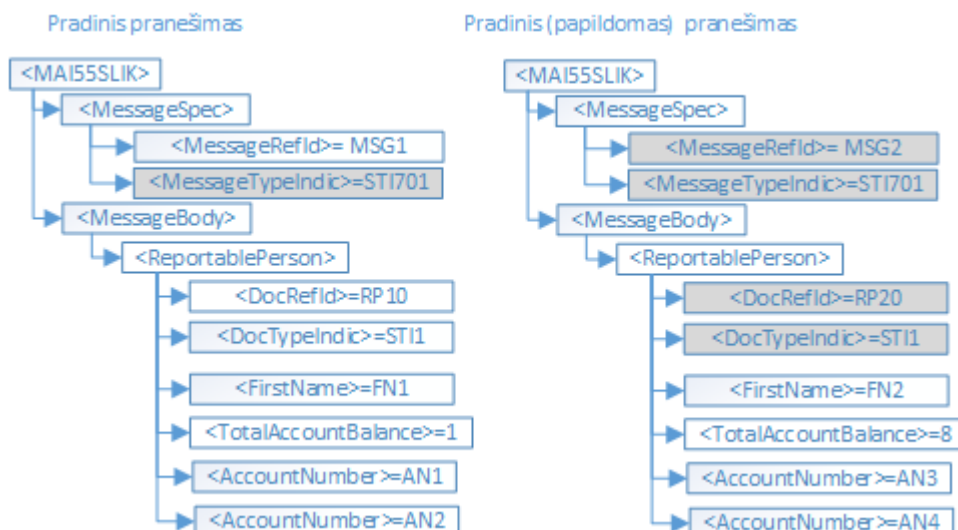 Pradinis pranešimas
<MAI55SLIK>
<MessageSpec>
<MessageRefId>= MSG1
<MessageTypeIndic>=STI701
<MessageBody>
<ReportablePerson>
<DocRefId>=RP10
<DocTypeIndic>=STI1
<FirstName>=FN1
<TotalAccountBalance>=1
<AccountNumber>=AN1
<AccountNumber>=AN2
Pradinis (papildomas) pranešimas
<MAI55SLIK>
<MessageSpec>
<MessageRefId>= MSG2
<MessageTypeIndic>=STI701
<MessageBody>
<ReportablePerson>
<DocRefId>=RP20
<DocTypeIndic>=STI1
<FirstName>=FN2
<TotalAccountBalance>=8
<AccountNumber>=AN3
<AccountNumber>=AN4